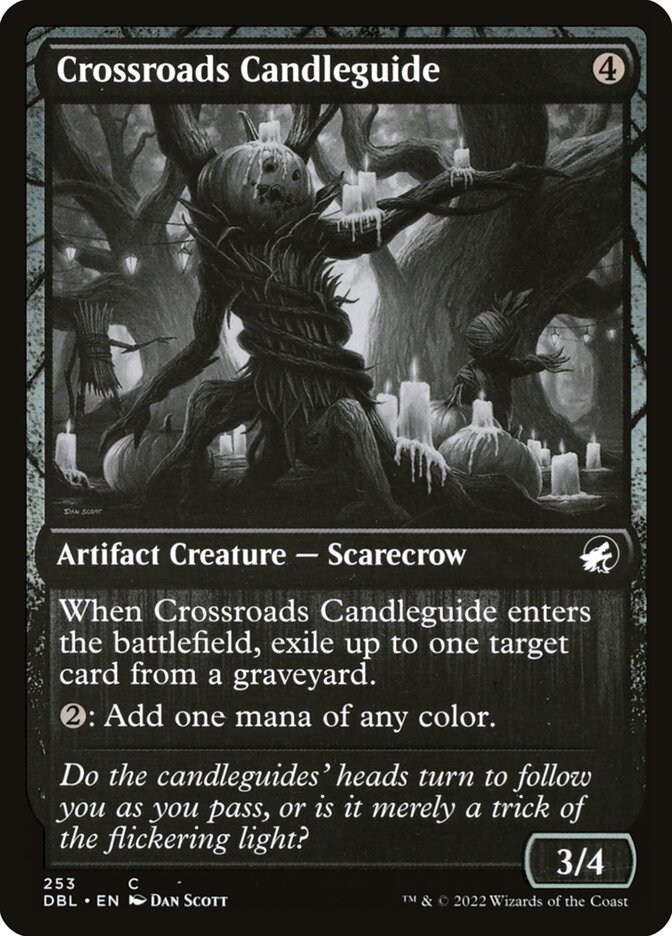 Crossroads Candleguide 4
DAN SCOTT
Artifact Creature — Scarecrow
When Crossroads Candleguide enters
the battlefield, exile up to one target
card from a graveyard.
2: Add one mana of any color.
Do the candleguides' heads turn to follow
you as you pass, or is it merely a trick of
the flickering light?
3/4
253 C
DBL • EN DAN SCOTT ™ & © 2022 Wizards of the Coast